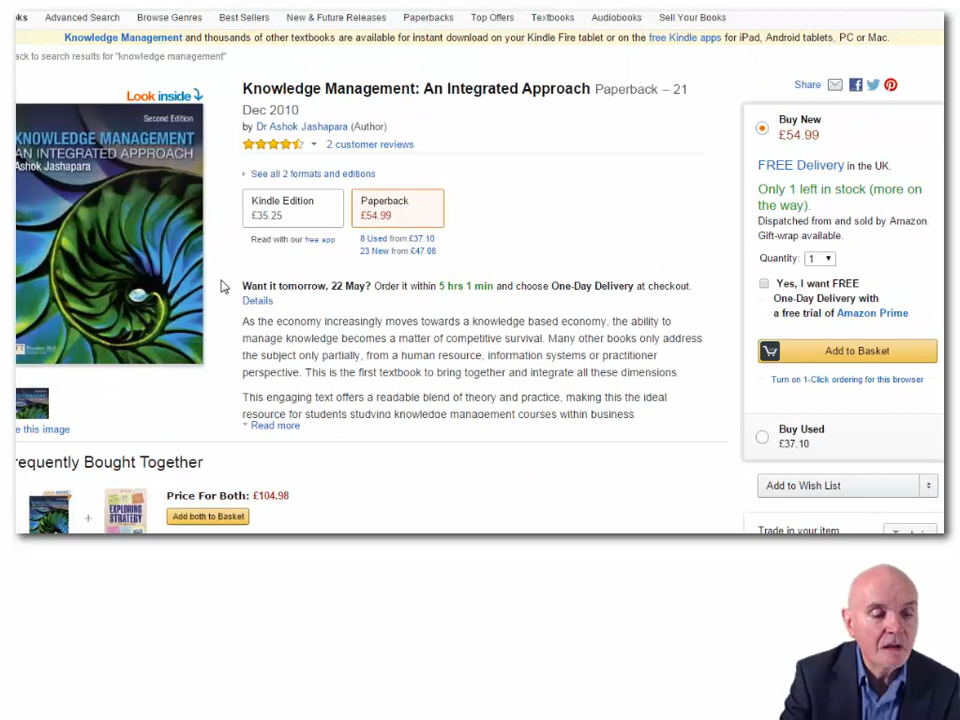 ks Advanced Search Browse Genres Best Sellers New & Future Releases Paperbacks Top Offers Textbooks Audiobooks Sell Your Books
Knowledge Management and thousands of other textbooks are available for instant download on your Kindle Fire tablet or on the free Kindle apps for iPad, Android tablets, PC or Mac.
ack to search results for "knowledge management"
Look inside
Second Edition
KNOWLEDGE MANAGEMENT
AN INTEGRATED APPROACH
Ashok Jashapara
Prentice Hall
e this image
Knowledge Management: An Integrated Approach Paperback – 21
Dec 2010
by Dr Ashok Jashapara (Author)
2 customer reviews
See all 2 formats and editions
Kindle Edition
£35.25
Paperback
£54.99
Read with our free app
8 Used from £37.10
23 New from £47.08
Want it tomorrow, 22 May? Order it within 5 hrs 1 min and choose One-Day Delivery at checkout.
Details
As the economy increasingly moves towards a knowledge based economy, the ability to
manage knowledge becomes a matter of competitive survival. Many other books only address
the subject only partially, from a human resource, information systems or practitioner
perspective. This is the first textbook to bring together and integrate all these dimensions.
This engaging text offers a readable blend of theory and practice, making this the ideal
resource for students studying knowledge management courses within business
Read more
Share
Buy New
£54.99
FREE Delivery in the UK.
Only 1 left in stock (more on
the way).
Dispatched from and sold by Amazon.
Gift-wrap available.
Quantity: 1
Yes, I want FREE
One-Day Delivery with
a free trial of Amazon Prime
Add to Basket
Turn on 1-Click ordering for this browser
Buy Used
£37.10
Add to Wish List
Trade in your item
requently Bought Together
Price For Both: £104.98
Add both to Basket
EXPLORING
STRATEGY